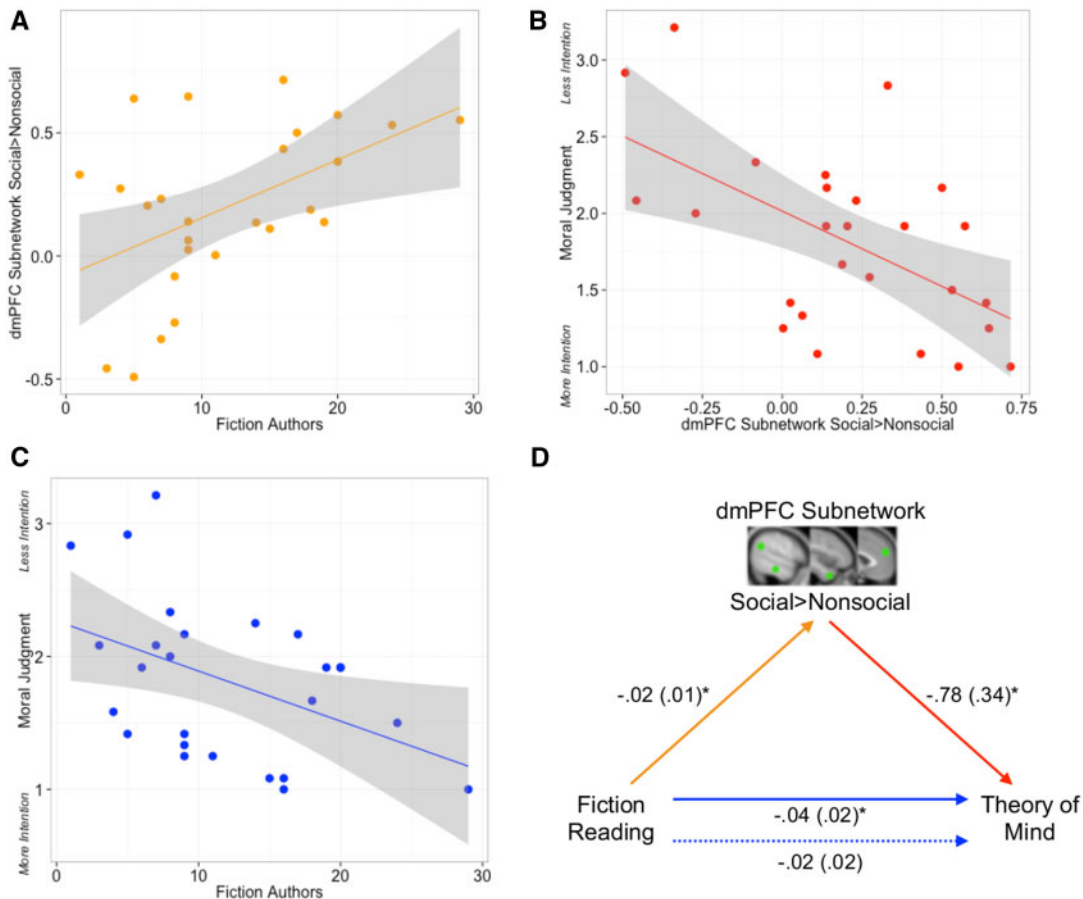 A
dmPFC Subnetwork Social>Nonsocial
0.5
0.0
-0.5
0
10
20
30
Fiction Authors
B
Moral Judgment
Less Intention
More Intention
3.0
2.5
2.0
1.5
1.0
-0.50
-0.25
0.00
0.25
0.50
0.75
dmPFC Subnetwork Social>Nonsocial
C
Moral Judgment
Less Intention
More Intention
3
2
1
0
10
20
30
Fiction Authors
D
dmPFC Subnetwork
Social>Nonsocial
-.02 (.01)*
-.78 (.34)*
Fiction
Reading
-.04 (.02)*
-.02 (.02)
Theory of
Mind